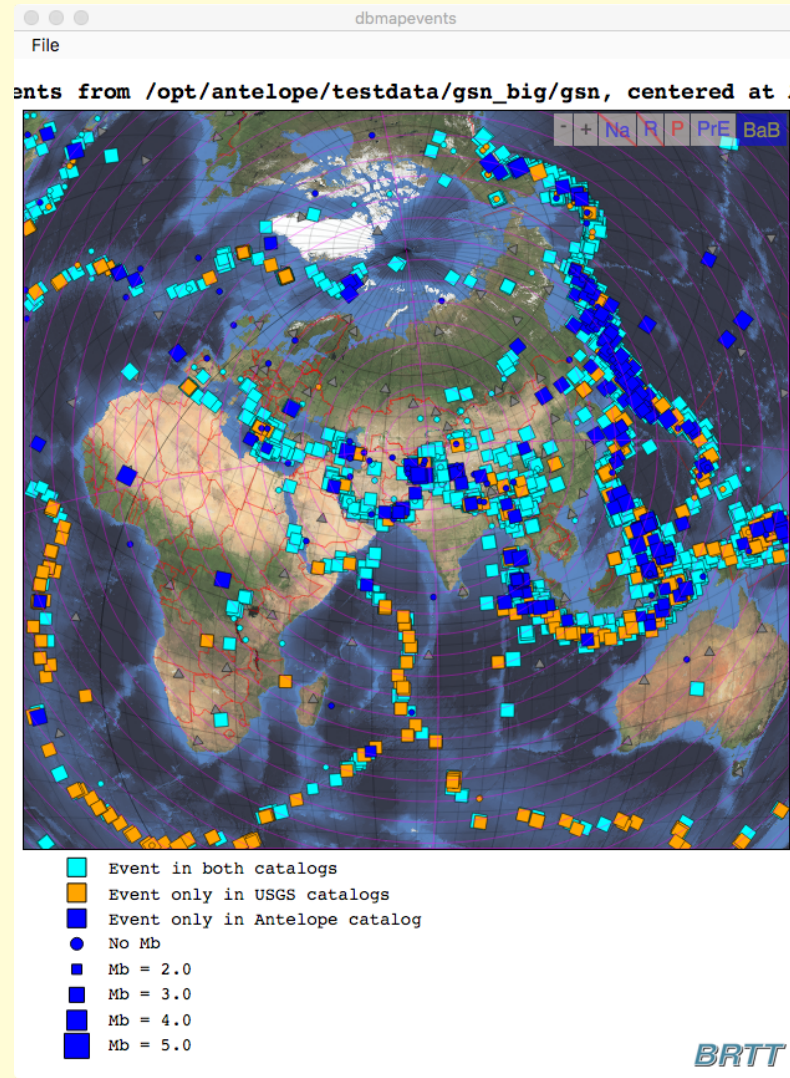 dbmapevents
File
ents from /opt/antelope/testdata/gsn_big/gsn, centered at
- + Na R P PrE BaB
Event in both catalogs
Event only in USGS catalogs
Event only in Antelope catalog
No Mb
Mb = 2.0
Mb = 3.0
Mb = 4.0
Mb = 5.0
BRTT